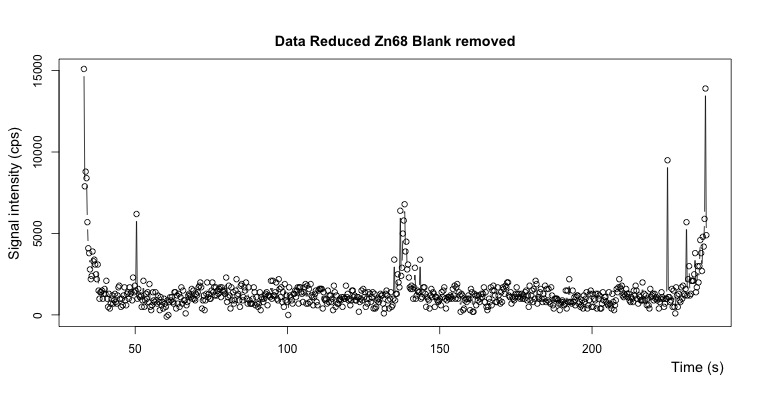 Data Reduced Zn68 Blank removed
Signal intensity (cps)
15000
10000
5000
0
50
100
150
200
Time (s)